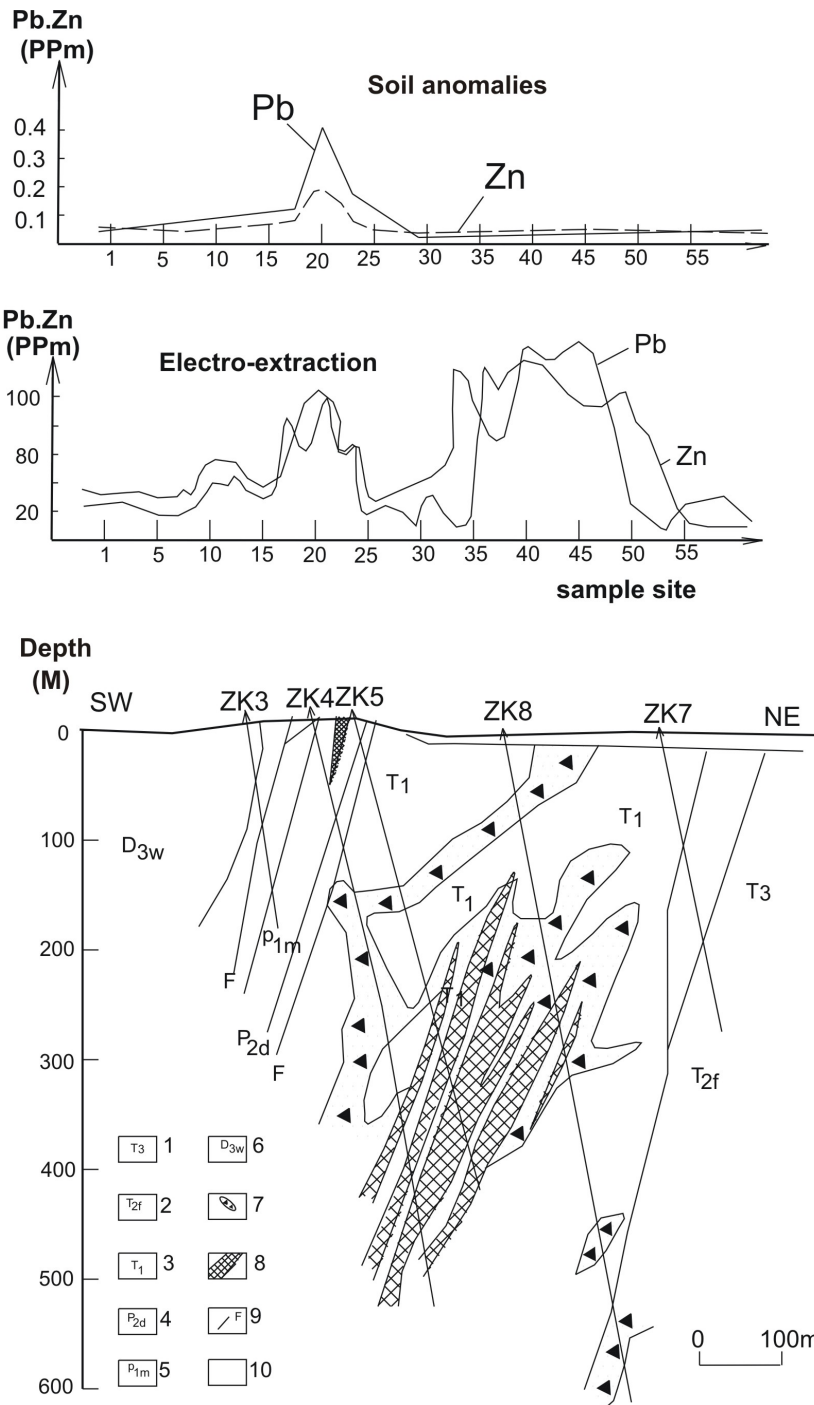 Pb.Zn
(PPm)
Soil anomalies
Pb
Zn
0.4
0.3
0.2
0.1
1 5 10 15 20 25 30 35 40 45 50 55
Pb.Zn
(PPm)
Electro-extraction
Pb
Zn
100
80
20
1 5 10 15 20 25 30 35 40 45 50 55
sample site
Depth
(M)
SW ZK3 ZK4 ZK5 ZK8 ZK7 NE
0
T1
100
D3w
T1
T1
T3
p1m
200
F
T1
P2d
300
F
T2f
T3 1 D3w 6
400
T2f 2 7
T1 3 8
500
P2d 4 F 9
0 100m
P1m 5 10
600